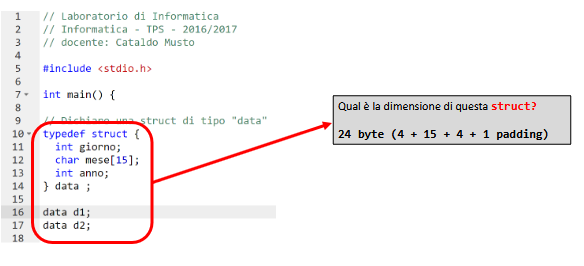 1 // Laboratorio di Informatica
2 // Informatica - TPS - 2016/2017
3 // docente: Cataldo Musto
4
5 #include <stdio.h>
6
7 int main() {
8
9 // Dichiaro una struct di tipo "data"
10 typedef struct {
11 int giorno;
12 char mese[15];
13 int anno;
14 } data ;
15
16 data d1;
17 data d2;
18
Qual è la dimensione di questa struct?
24 byte (4 + 15 + 4 + 1 padding)